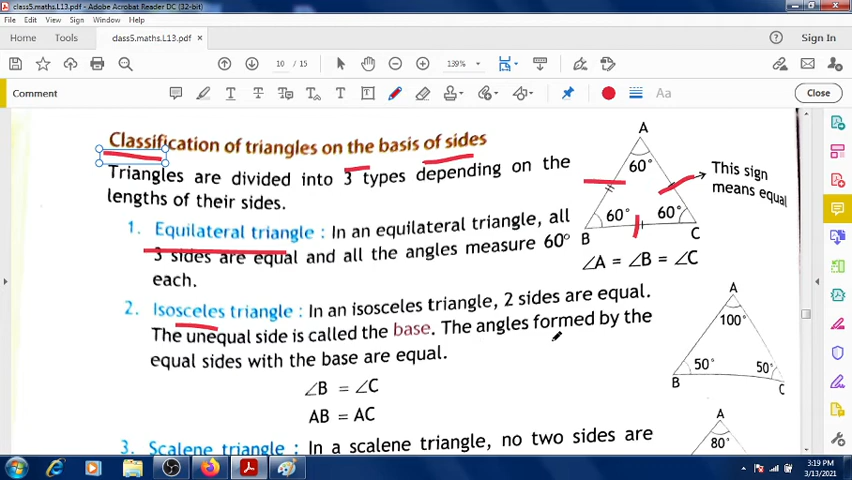 class5.maths.L13.pdf - Adobe Acrobat Reader DC (32-bit)
File Edit View Sign Window Help
Home Tools class5.maths.L13.pdf × Sign In
10 / 15 139%
Comment Aa Close
Classification of triangles on the basis of sides
Triangles are divided into 3 types depending on the
lengths of their sides.
1. Equilateral triangle : In an equilateral triangle, all
3 sides are equal and all the angles measure 60°
each.
A
60°
60° 60°
B C
This sign
means equal
∠A = ∠B = ∠C
2. Isosceles triangle : In an isosceles triangle, 2 sides are equal.
The unequal side is called the base. The angles formed by the
equal sides with the base are equal.
∠B = ∠C
AB = AC
A
100°
50° 50°
B C
3. Scalene triangle : In a scalene triangle, no two sides are
A
80°
3:19 PM
3/13/2021